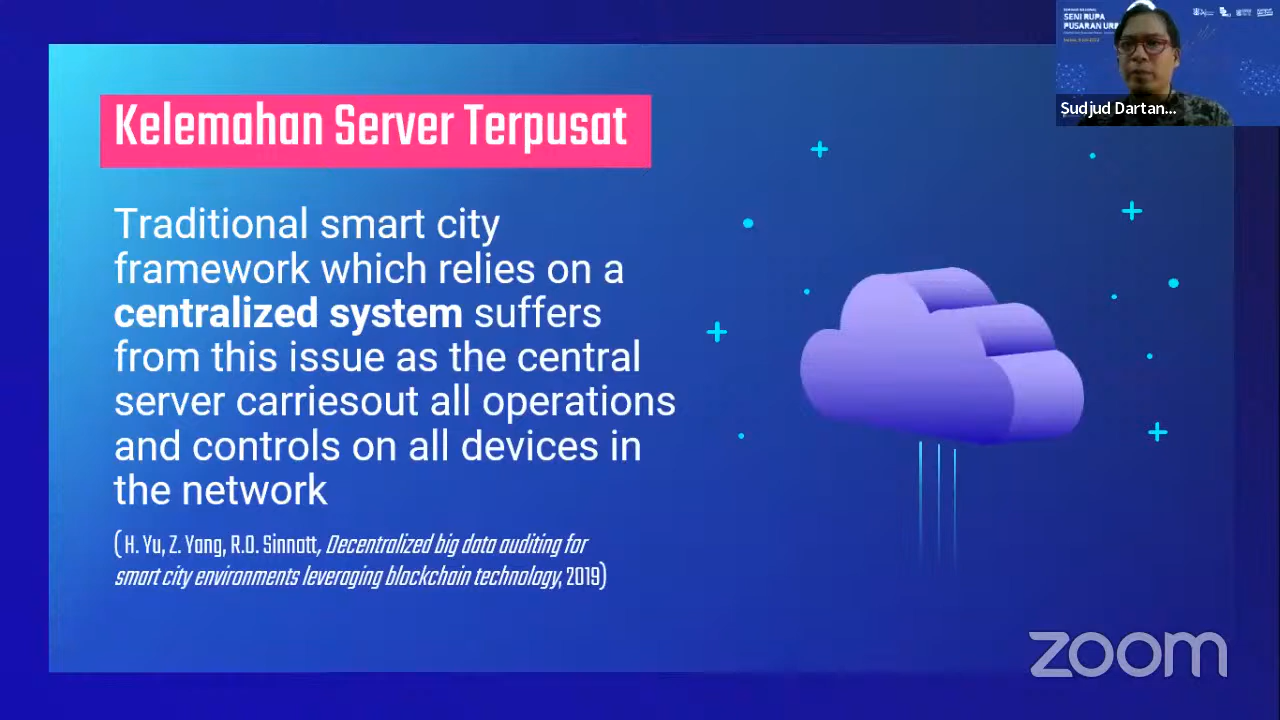 Kelemahan Server Terpusat
Traditional smart city
framework which relies on a
centralized system suffers
from this issue as the central
server carriesout all operations
and controls on all devices in
the network
(H. Yu, Z. Yang, R.O. Sinnott, Decentralized big data auditing for
smart city environments leveraging blockchain technology, 2019)
SENI RUPA
PUSARAN
Sudjud Dartan...
zoom